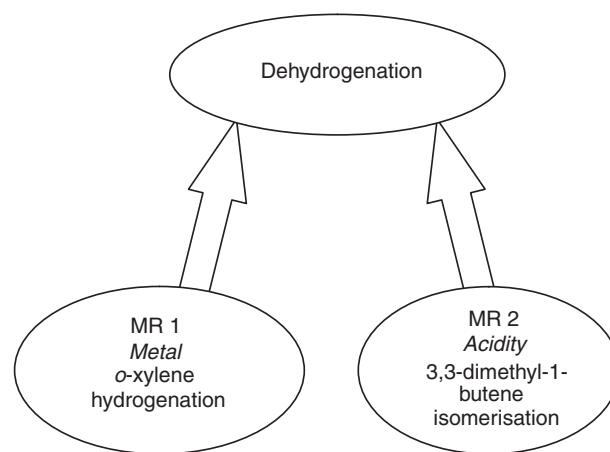 Dehydrogenation
MR 1
Metal
o-xylene
hydrogenation
MR 2
Acidity
3,3-dimethyl-1-
butene
isomerisation